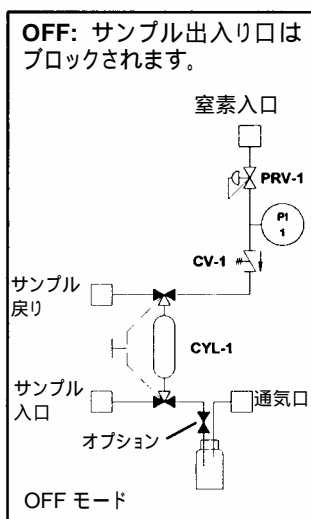 OFF: サンプル出入り口は
ブロックされます。
窒素入口
PRV-1
PI
1
CV-1
サンプル
戻り
CYL-1
サンプル
入口
通気口
オプション
OFF モード